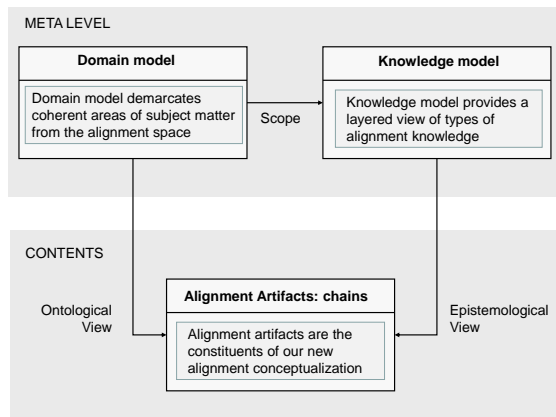 META LEVEL
Domain model
Domain model demarcates
coherent areas of subject matter
from the alignment space
Scope
Knowledge model
Knowledge model provides a
layered view of types of
alignment knowledge
CONTENTS
Ontological
View
Alignment Artifacts: chains
Alignment artifacts are the
constituents of our new
alignment conceptualization
Epistemological
View